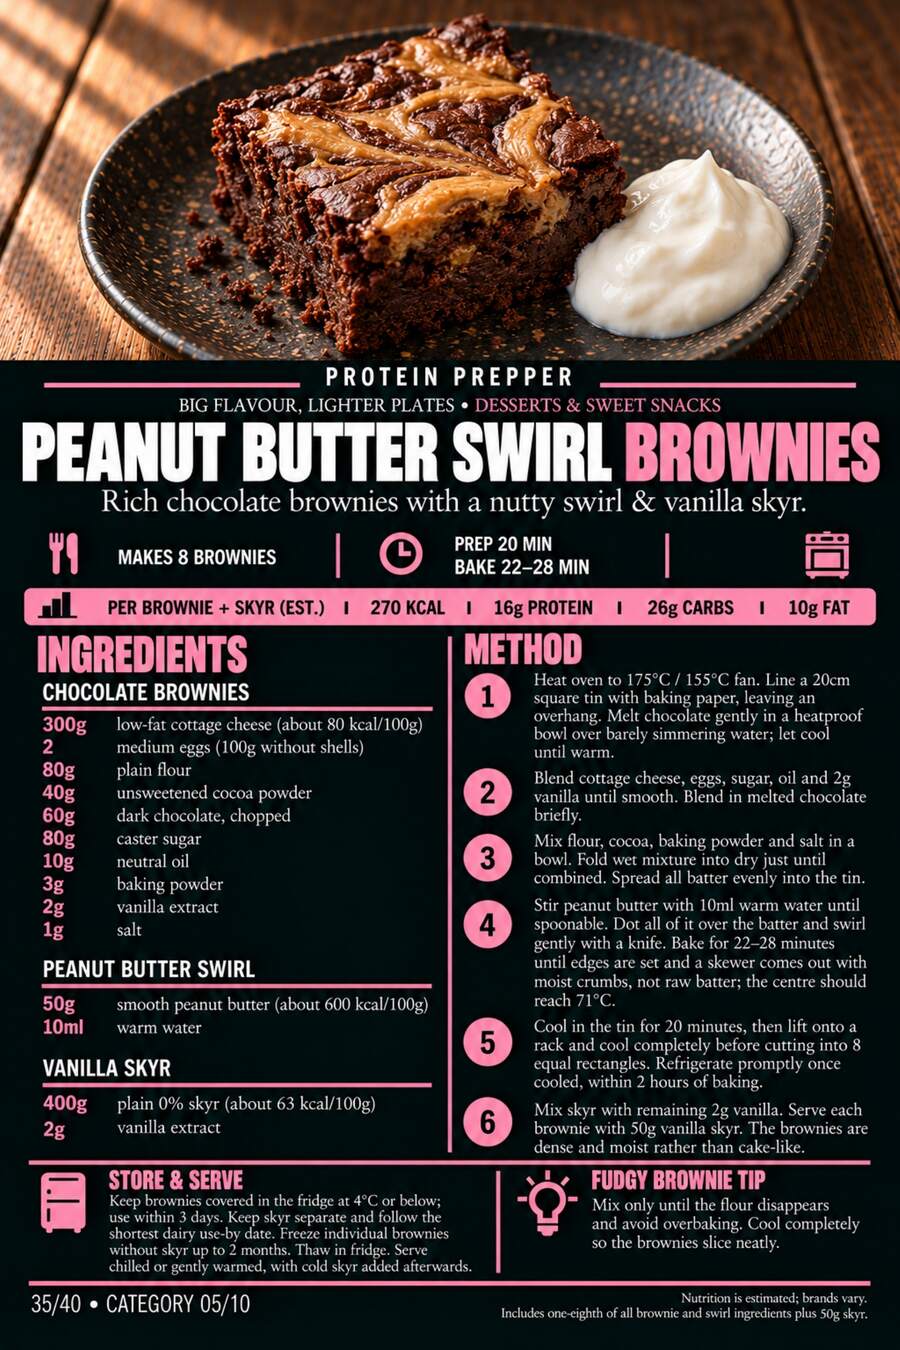 PROTEIN PREPPER
BIG FLAVOUR, LIGHTER PLATES • DESSERTS & SWEET SNACKS
PEANUT BUTTER SWIRL BROWNIES
Rich chocolate brownies with a nutty swirl & vanilla skyr.
MAKES 8 BROWNIES
PREP 20 MIN
BAKE 22–28 MIN
PER BROWNIE + SKYR (EST.) | 270 KCAL | 16g PROTEIN | 26g CARBS | 10g FAT
INGREDIENTS
CHOCOLATE BROWNIES
300g low-fat cottage cheese (about 80 kcal/100g)
2 medium eggs (100g without shells)
80g plain flour
40g unsweetened cocoa powder
60g dark chocolate, chopped
80g caster sugar
10g neutral oil
3g baking powder
2g vanilla extract
1g salt
PEANUT BUTTER SWIRL
50g smooth peanut butter (about 600 kcal/100g)
10ml warm water
VANILLA SKYR
400g plain 0% skyr (about 63 kcal/100g)
2g vanilla extract
METHOD
1 Heat oven to 175°C / 155°C fan. Line a 20cm
square tin with baking paper, leaving an
overhang. Melt chocolate gently in a heatproof
bowl over barely simmering water; let cool
until warm.
2 Blend cottage cheese, eggs, sugar, oil and 2g
vanilla until smooth. Blend in melted chocolate
briefly.
3 Mix flour, cocoa, baking powder and salt in a
bowl. Fold wet mixture into dry just until
combined. Spread all batter evenly into the tin.
4 Stir peanut butter with 10ml warm water until
spoonable. Dot all of it over the batter and swirl
gently with a knife. Bake for 22–28 minutes
until edges are set and a skewer comes out with
moist crumbs, not raw batter; the centre should
reach 71°C.
5 Cool in the tin for 20 minutes, then lift onto a
rack and cool completely before cutting into 8
equal rectangles. Refrigerate promptly once
cooled, within 2 hours of baking.
6 Mix skyr with remaining 2g vanilla. Serve each
brownie with 50g vanilla skyr. The brownies are
dense and moist rather than cake-like.
STORE & SERVE
Keep brownies covered in the fridge at 4°C or below;
use within 3 days. Keep skyr separate and follow the
shortest dairy use-by date. Freeze individual brownies
without skyr up to 2 months. Thaw in fridge. Serve
chilled or gently warmed, with cold skyr added afterwards.
FUDGY BROWNIE TIP
Mix only until the flour disappears
and avoid overbaking. Cool completely
so the brownies slice neatly.
35/40 • CATEGORY 05/10
Nutrition is estimated; brands vary.
Includes one-eighth of all brownie and swirl ingredients plus 50g skyr.